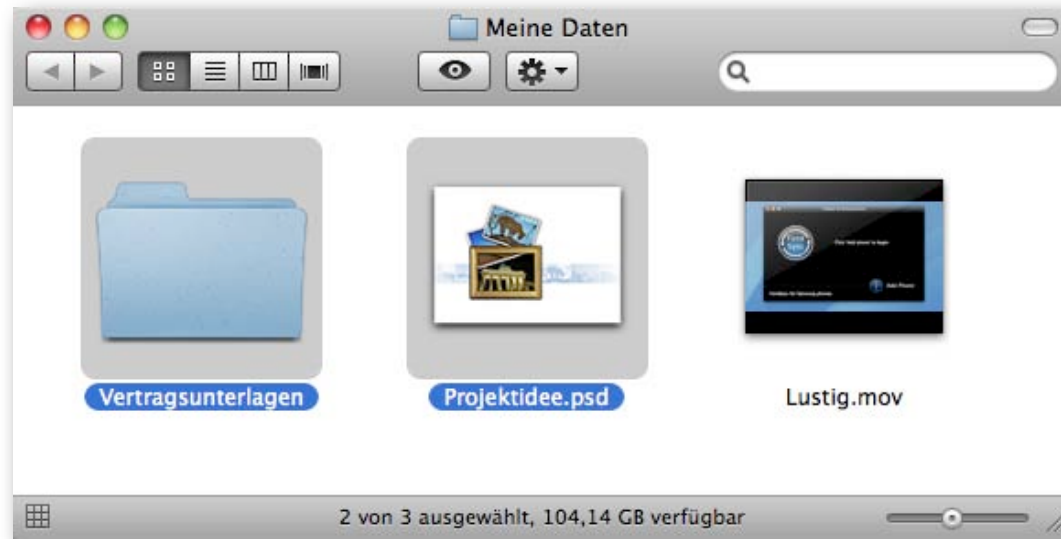 Meine Daten
Vertragsunterlagen
Projektidee.psd
Lustig.mov
2 von 3 ausgewählt, 104,14 GB verfügbar